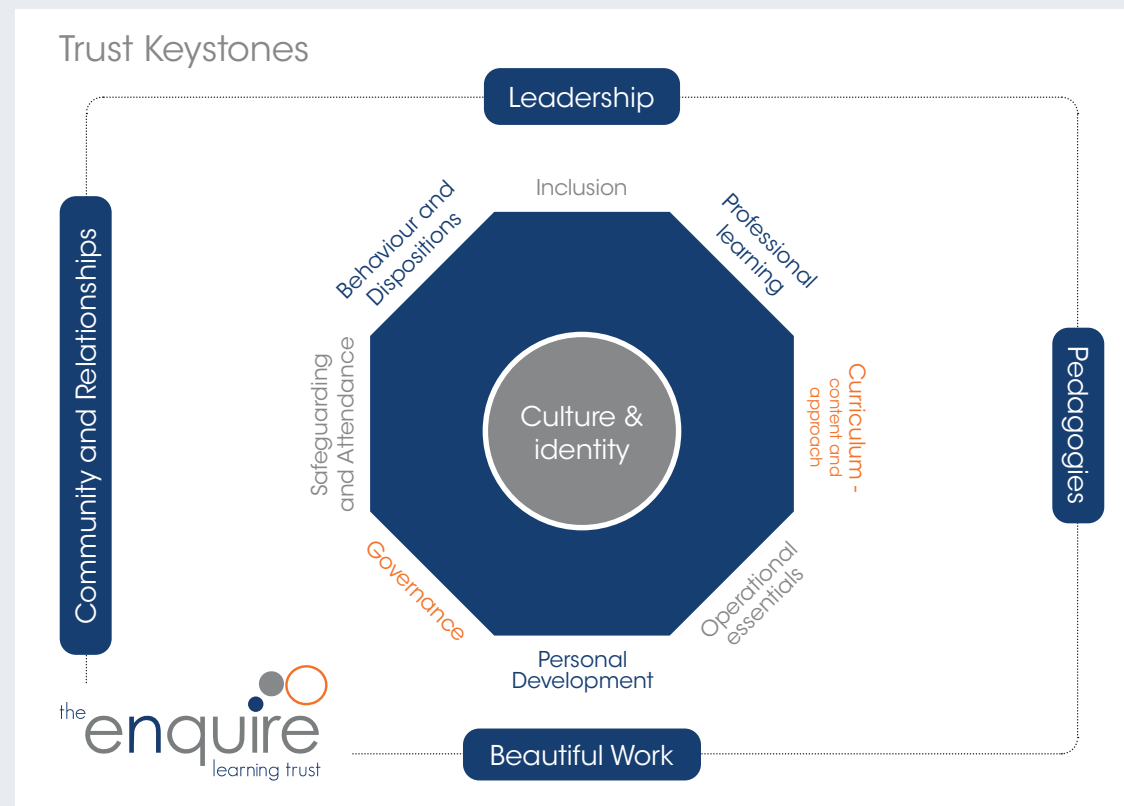 Trust Keystones
Leadership
Inclusion
Behaviour and
Dispositions
Professional
learning
Community and Relationships
Safeguarding
and Attendance
Culture &
identity
Curriculum -
content and
approach
Pedagogies
Governance
Operational
essentials
Personal
Development
the
enquire
learning trust
Beautiful Work